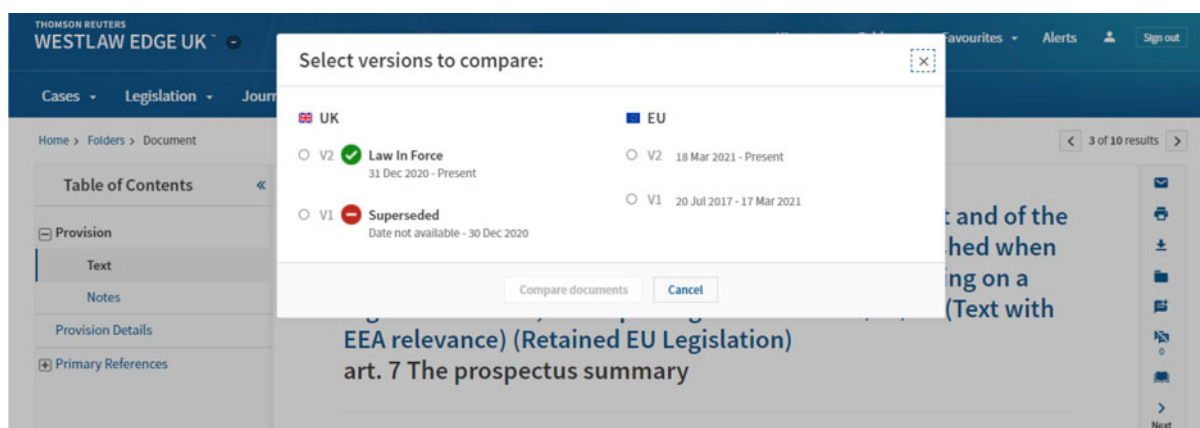 THOMSON REUTERS
WESTLAW EDGE UK™
Favourites
Alerts
Sign out
Cases
Legislation
Journ
Home > Folders > Document
3 of 10 results
Select versions to compare:
UK
V2 Law In Force
31 Dec 2020 - Present
V1 Superseded
Date not available - 30 Dec 2020
EU
V2 18 Mar 2021 - Present
V1 20 Jul 2017 - 17 Mar 2021
Compare documents
Cancel
Table of Contents
Provision
Text
Notes
Provision Details
Primary References
t and of the
hed when
ing on a
(Text with
EEA relevance) (Retained EU Legislation)
art. 7 The prospectus summary
0
Next